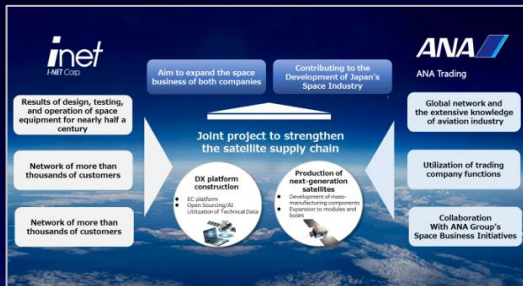 inet
I-NET Corp.
Results of design, testing,
and operation of space
equipment for nearly half a
century
Network of more than
thousands of customers
Network of more than
thousands of customers
Aim to expand the space
business of both companies
Contributing to the
Development of Japan's
Space Industry
Joint project to strengthen
the satellite supply chain
DX platform
construction
● EC platform
● Open Sourcing/AI
Utilization of Technical Data
Production of
next-generation
satellites
● Development of mass-
manufacturing components
● Expansion to modules and
buses
ANA
ANA Trading
Global network and
the extensive knowledge
of aviation industry
Utilization of trading
company functions
Collaboration
With ANA Group's
Space Business Initiatives